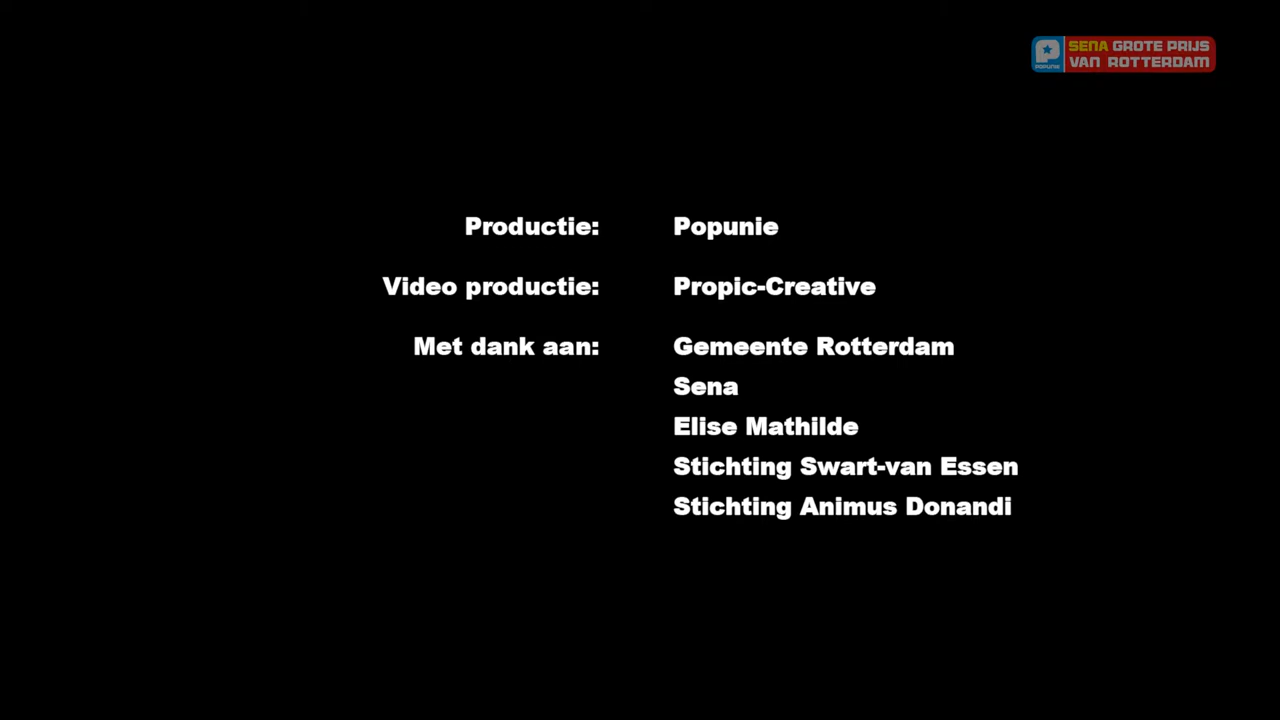 SENA GROTE PRIJS
VAN ROTTERDAM
POPUNIE
Productie: Popunie
Video productie: Propic-Creative
Met dank aan: Gemeente Rotterdam
Sena
Elise Mathilde
Stichting Swart-van Essen
Stichting Animus Donandi